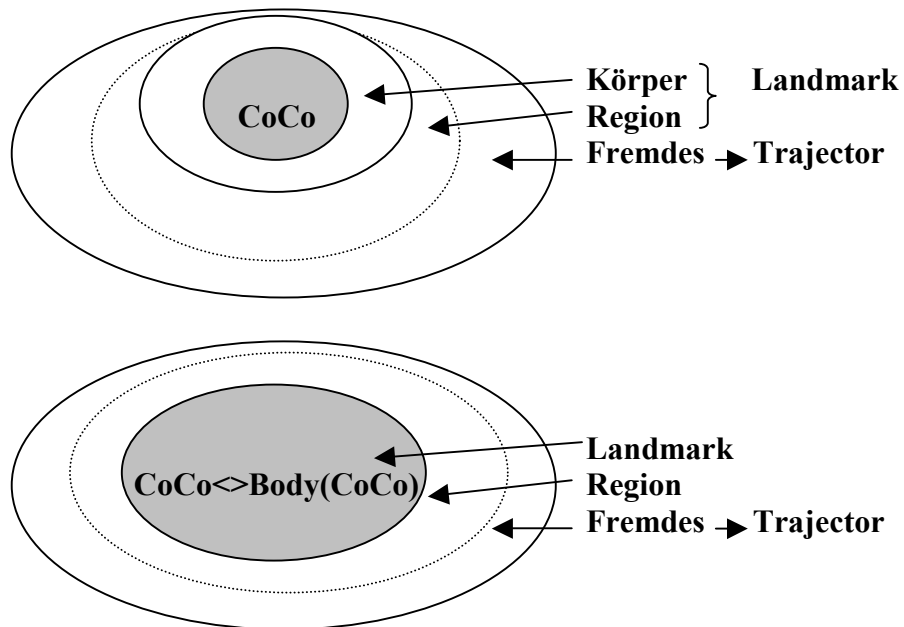 Körper Landmark
CoCo
Region
Fremdes Trajector
Landmark
CoCo<>Body(CoCo) Region
Fremdes Trajector